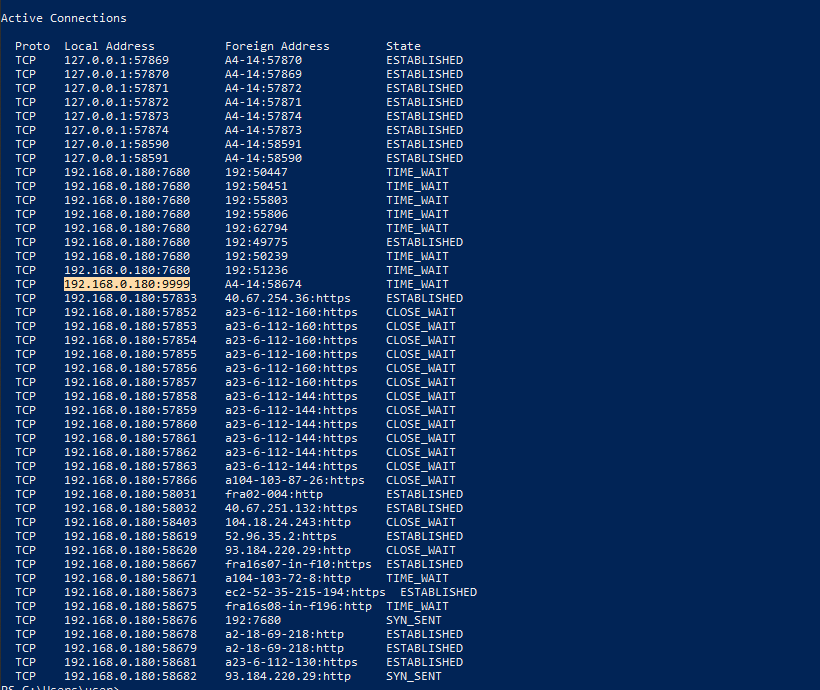 Active Connections
Proto Local Address Foreign Address State
TCP 127.0.0.1:57869 A4-14:57870 ESTABLISHED
TCP 127.0.0.1:57870 A4-14:57869 ESTABLISHED
TCP 127.0.0.1:57871 A4-14:57872 ESTABLISHED
TCP 127.0.0.1:57872 A4-14:57871 ESTABLISHED
TCP 127.0.0.1:57873 A4-14:57874 ESTABLISHED
TCP 127.0.0.1:57874 A4-14:57873 ESTABLISHED
TCP 127.0.0.1:58590 A4-14:58591 ESTABLISHED
TCP 127.0.0.1:58591 A4-14:58590 ESTABLISHED
TCP 192.168.0.180:7680 192:50447 TIME_WAIT
TCP 192.168.0.180:7680 192:50451 TIME_WAIT
TCP 192.168.0.180:7680 192:55803 TIME_WAIT
TCP 192.168.0.180:7680 192:55806 TIME_WAIT
TCP 192.168.0.180:7680 192:62794 TIME_WAIT
TCP 192.168.0.180:7680 192:49775 ESTABLISHED
TCP 192.168.0.180:7680 192:50239 TIME_WAIT
TCP 192.168.0.180:7680 192:51236 TIME_WAIT
TCP 192.168.0.180:9999 A4-14:58674 TIME_WAIT
TCP 192.168.0.180:57833 40.67.254.36:https ESTABLISHED
TCP 192.168.0.180:57852 a23-6-112-160:https CLOSE_WAIT
TCP 192.168.0.180:57853 a23-6-112-160:https CLOSE_WAIT
TCP 192.168.0.180:57854 a23-6-112-160:https CLOSE_WAIT
TCP 192.168.0.180:57855 a23-6-112-160:https CLOSE_WAIT
TCP 192.168.0.180:57856 a23-6-112-160:https CLOSE_WAIT
TCP 192.168.0.180:57857 a23-6-112-160:https CLOSE_WAIT
TCP 192.168.0.180:57858 a23-6-112-144:https CLOSE_WAIT
TCP 192.168.0.180:57859 a23-6-112-144:https CLOSE_WAIT
TCP 192.168.0.180:57860 a23-6-112-144:https CLOSE_WAIT
TCP 192.168.0.180:57861 a23-6-112-144:https CLOSE_WAIT
TCP 192.168.0.180:57862 a23-6-112-144:https CLOSE_WAIT
TCP 192.168.0.180:57863 a23-6-112-144:https CLOSE_WAIT
TCP 192.168.0.180:57866 a104-103-87-26:https CLOSE_WAIT
TCP 192.168.0.180:58031 fra02-004:http ESTABLISHED
TCP 192.168.0.180:58032 40.67.251.132:https ESTABLISHED
TCP 192.168.0.180:58403 104.18.24.243:http CLOSE_WAIT
TCP 192.168.0.180:58619 52.96.35.2:https ESTABLISHED
TCP 192.168.0.180:58620 93.184.220.29:http CLOSE_WAIT
TCP 192.168.0.180:58667 fra16s07-in-f10:https ESTABLISHED
TCP 192.168.0.180:58671 a104-103-72-8:http TIME_WAIT
TCP 192.168.0.180:58673 ec2-52-35-215-194:https ESTABLISHED
TCP 192.168.0.180:58675 fra16s08-in-f196:http TIME_WAIT
TCP 192.168.0.180:58676 192:7680 SYN_SENT
TCP 192.168.0.180:58678 a2-18-69-218:http ESTABLISHED
TCP 192.168.0.180:58679 a2-18-69-218:http ESTABLISHED
TCP 192.168.0.180:58681 a23-6-112-130:https ESTABLISHED
TCP 192.168.0.180:58682 93.184.220.29:http SYN_SENT
PS C:\Users\user>